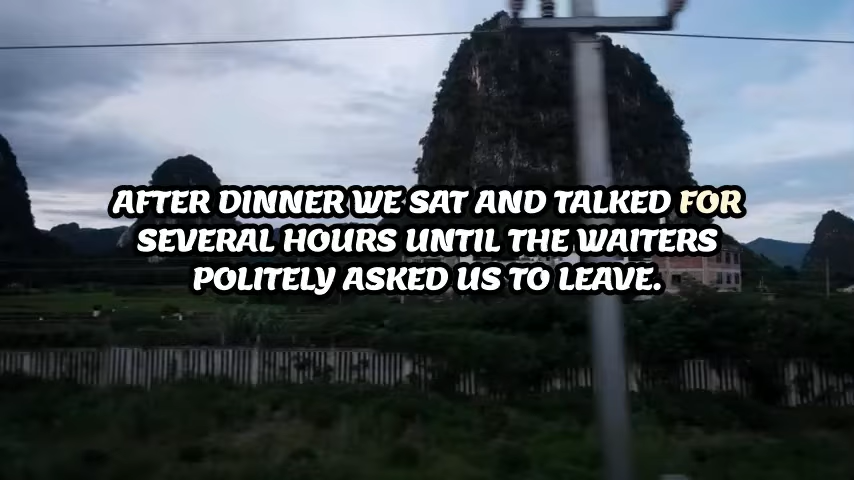 AFTER DINNER WE SAT AND TALKED FOR
SEVERAL HOURS UNTIL THE WAITERS
POLITELY ASKED US TO LEAVE.